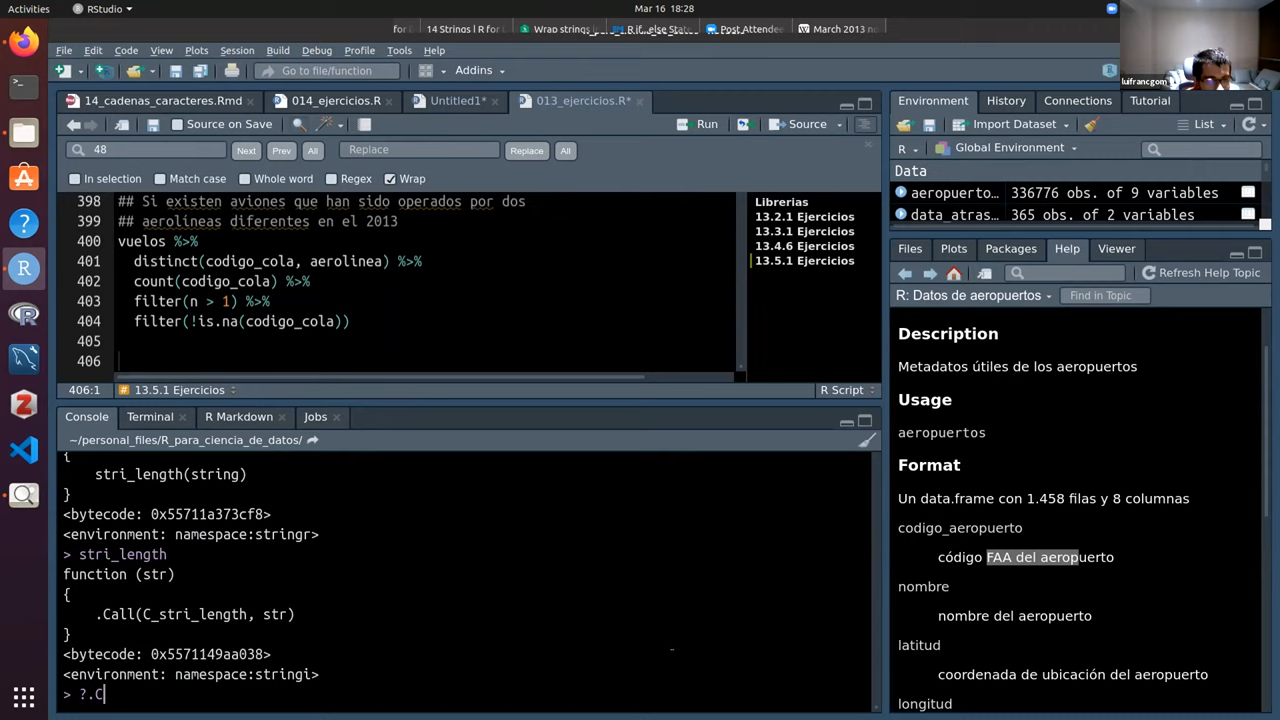 Activities
RStudio
Mar 16 18:28
for
14 Strings | R for
Wrap strings
R if...else Stat
Post Attende
March 2013 no
File Edit Code View Plots Session Build Debug Profile Tools Help
Go to file/function
Addins
luifrancgom
14_cadenas_caracteres.Rmd
014_ejercicios.R
Untitled1*
013_ejercicios.R*
Source on Save
Run
Source
48
Next
Prev
All
Replace
Replace
All
In selection
Match case
Whole word
Regex
Wrap
398 ## Si existen aviones que han sido operados por dos
399 ## aerolineas diferentes en el 2013
400 vuelos %>%
401 distinct(codigo_cola, aerolinea) %>%
402 count(codigo_cola) %>%
403 filter(n > 1) %>%
404 filter(!is.na(codigo_cola))
405
406
Librerias
13.2.1 Ejercicios
13.3.1 Ejercicios
13.4.6 Ejercicios
13.5.1 Ejercicios
406:1
# 13.5.1 Ejercicios
R Script
Console Terminal R Markdown Jobs
~/personal_files/R_para_ciencia_de_datos/
{
stri_length(string)
}
<bytecode: 0x55711a373cf8>
<environment: namespace:stringr>
> stri_length
function (str)
{
.Call(C_stri_length, str)
}
<bytecode: 0x5571149aa038>
<environment: namespace:stringi>
> ?.C
Environment History Connections Tutorial
Import Dataset
List
R
Global Environment
Data
aeroperto… 336776 obs. of 9 variables
data_atras… 365 obs. of 2 variables
Files Plots Packages Help Viewer
Refresh Help Topic
R: Datos de aeropuertos
Find in Topic
Description
Metadatos útiles de los aeropuertos
Usage
aeropuertos
Format
Un data.frame con 1.458 filas y 8 columnas
codigo_aeropuerto
código FAA del aeropuerto
nombre
nombre del aeropuerto
latitud
coordenada de ubicación del aeropuerto
longitud